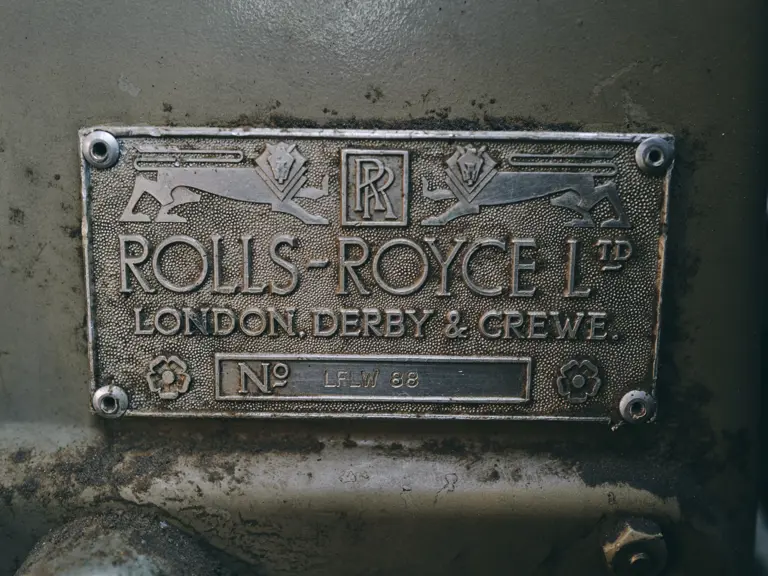 RR
ROLLS-ROYCE LTD
LONDON, DERBY & CREWE.
Nº LFLW 88